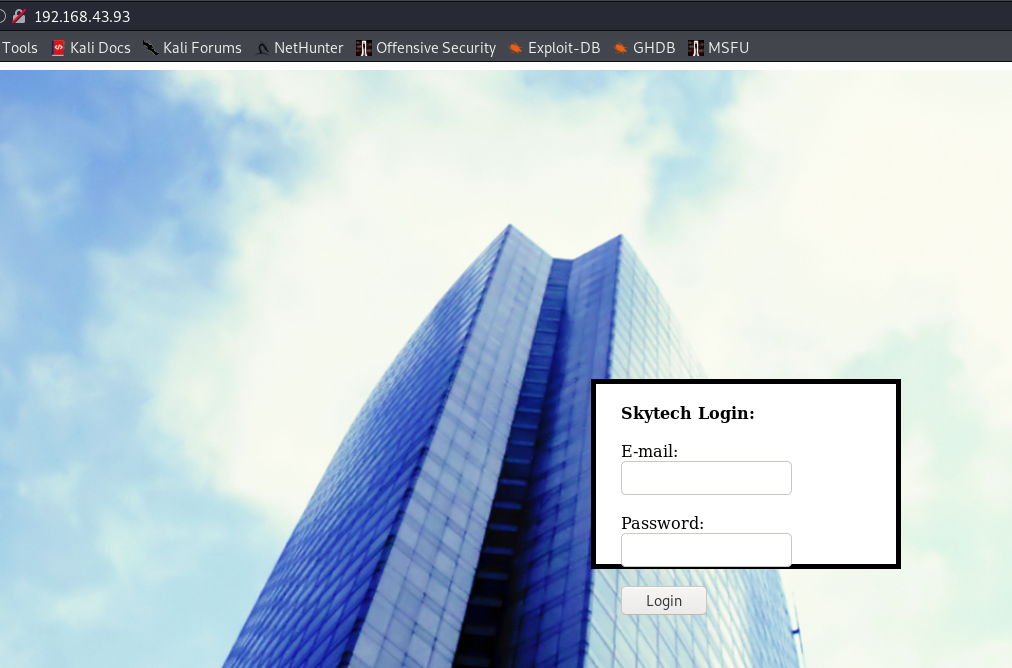 192.168.43.93
Tools Kali Docs Kali Forums NetHunter Offensive Security Exploit-DB GHDB MSFU
Skytech Login:
E-mail:
Password:
Login